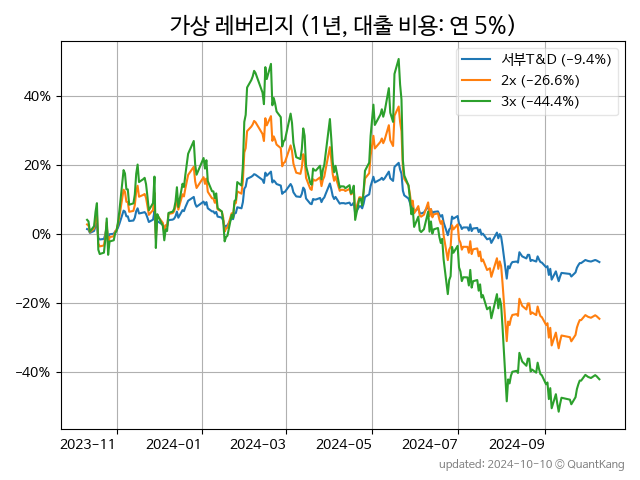 가상 레버리지 (1년, 대출 비용: 연 5%)
서부T&D (-9.4%)
2x (-26.6%)
3x (-44.4%)
40%
20%
0%
-20%
-40%
2023-11
2024-01
2024-03
2024-05
2024-07
2024-09
updated: 2024-10-10 © QuantKang